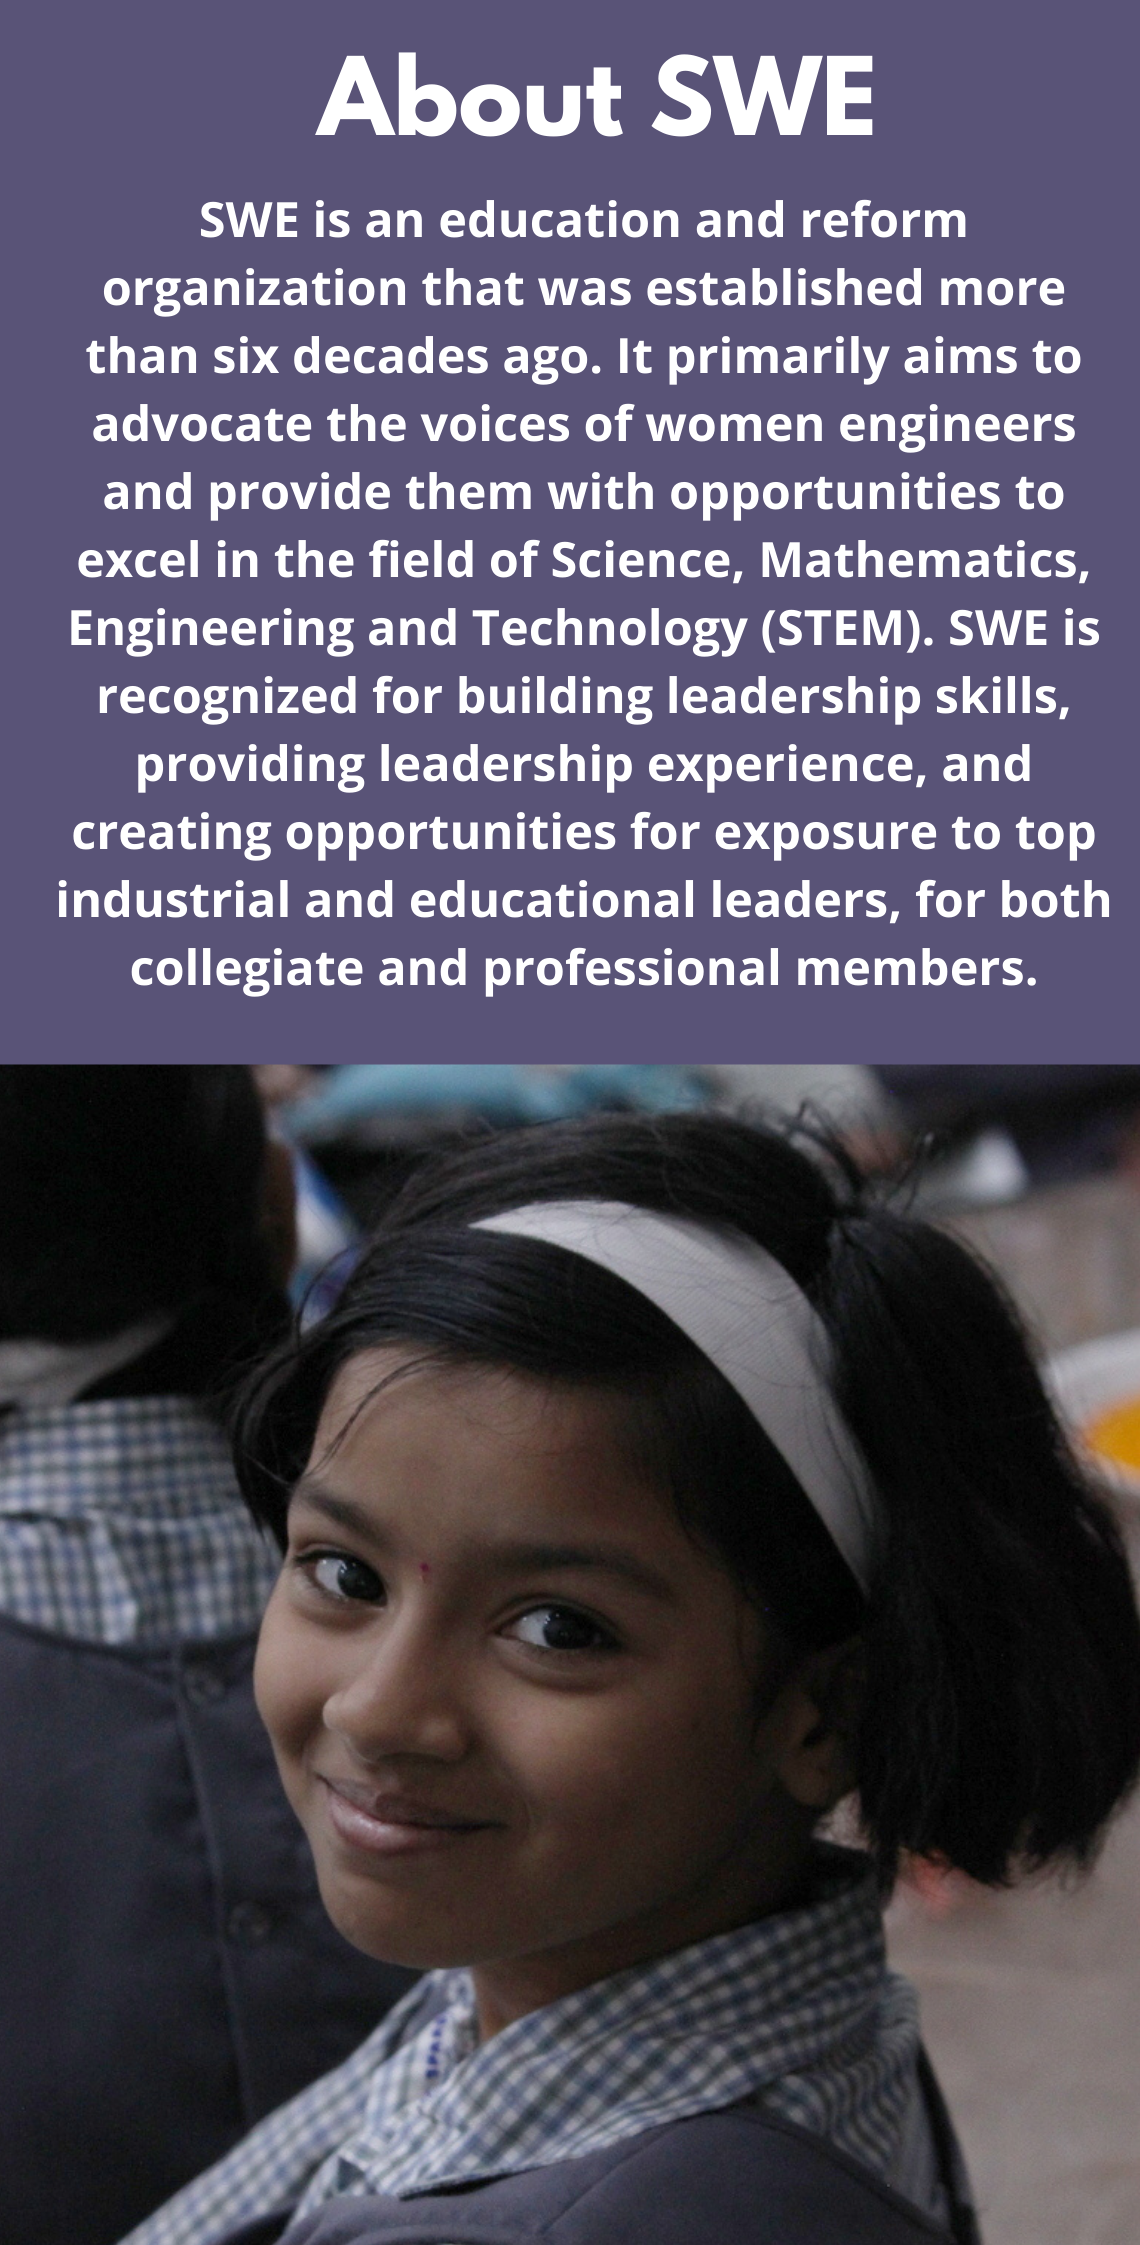 About SWE
SWE is an education and reform
organization that was established more
than six decades ago. It primarily aims to
advocate the voices of women engineers
and provide them with opportunities to
excel in the field of Science, Mathematics,
Engineering and Technology (STEM). SWE is
recognized for building leadership skills,
providing leadership experience, and
creating opportunities for exposure to top
industrial and educational leaders, for both
collegiate and professional members.